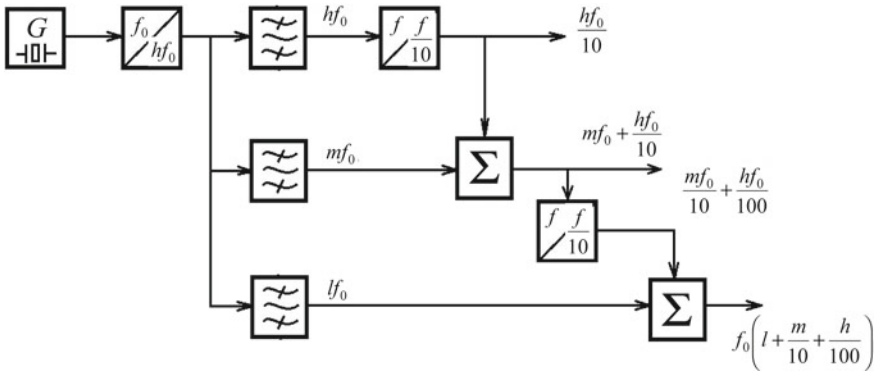 G
f₀ / hf₀
hf₀
f / f/10
hf₀/10
mf₀
Σ
mf₀ + hf₀/10
f / f/10
mf₀/10 + hf₀/100
lf₀
Σ
f₀(l + m/10 + h/100)